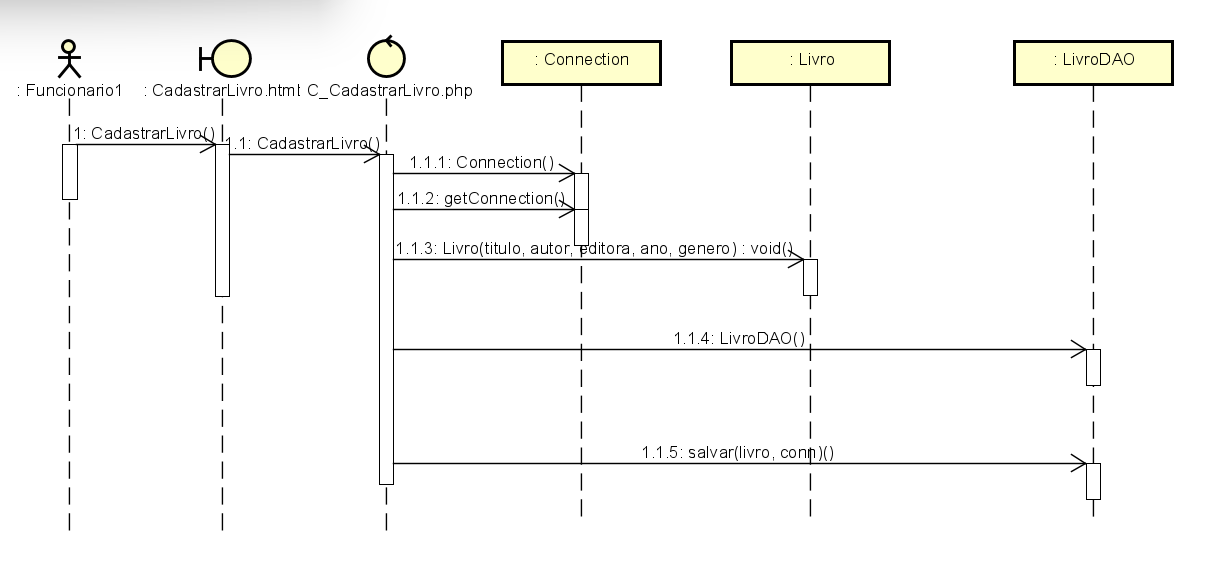 : Funcionario1
: CadastrarLivro.html
C_CadastrarLivro.php
: Connection
: Livro
: LivroDAO
1: CadastrarLivro()
1.1: CadastrarLivro()
1.1.1: Connection()
1.1.2: getConnection()
1.1.3: Livro(titulo, autor, editora, ano, genero) : void()
1.1.4: LivroDAO()
1.1.5: salvar(livro, conn)()